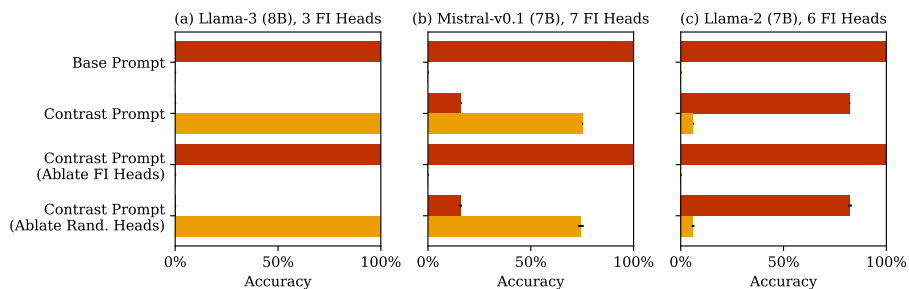 (a) Llama-3 (8B), 3 FI Heads
(b) Mistral-v0.1 (7B), 7 FI Heads
(c) Llama-2 (7B), 6 FI Heads
Base Prompt
Contrast Prompt
Contrast Prompt
(Ablate FI Heads)
Contrast Prompt
(Ablate Rand. Heads)
0%
50%
100%
0%
50%
100%
0%
50%
100%
Accuracy
Accuracy
Accuracy